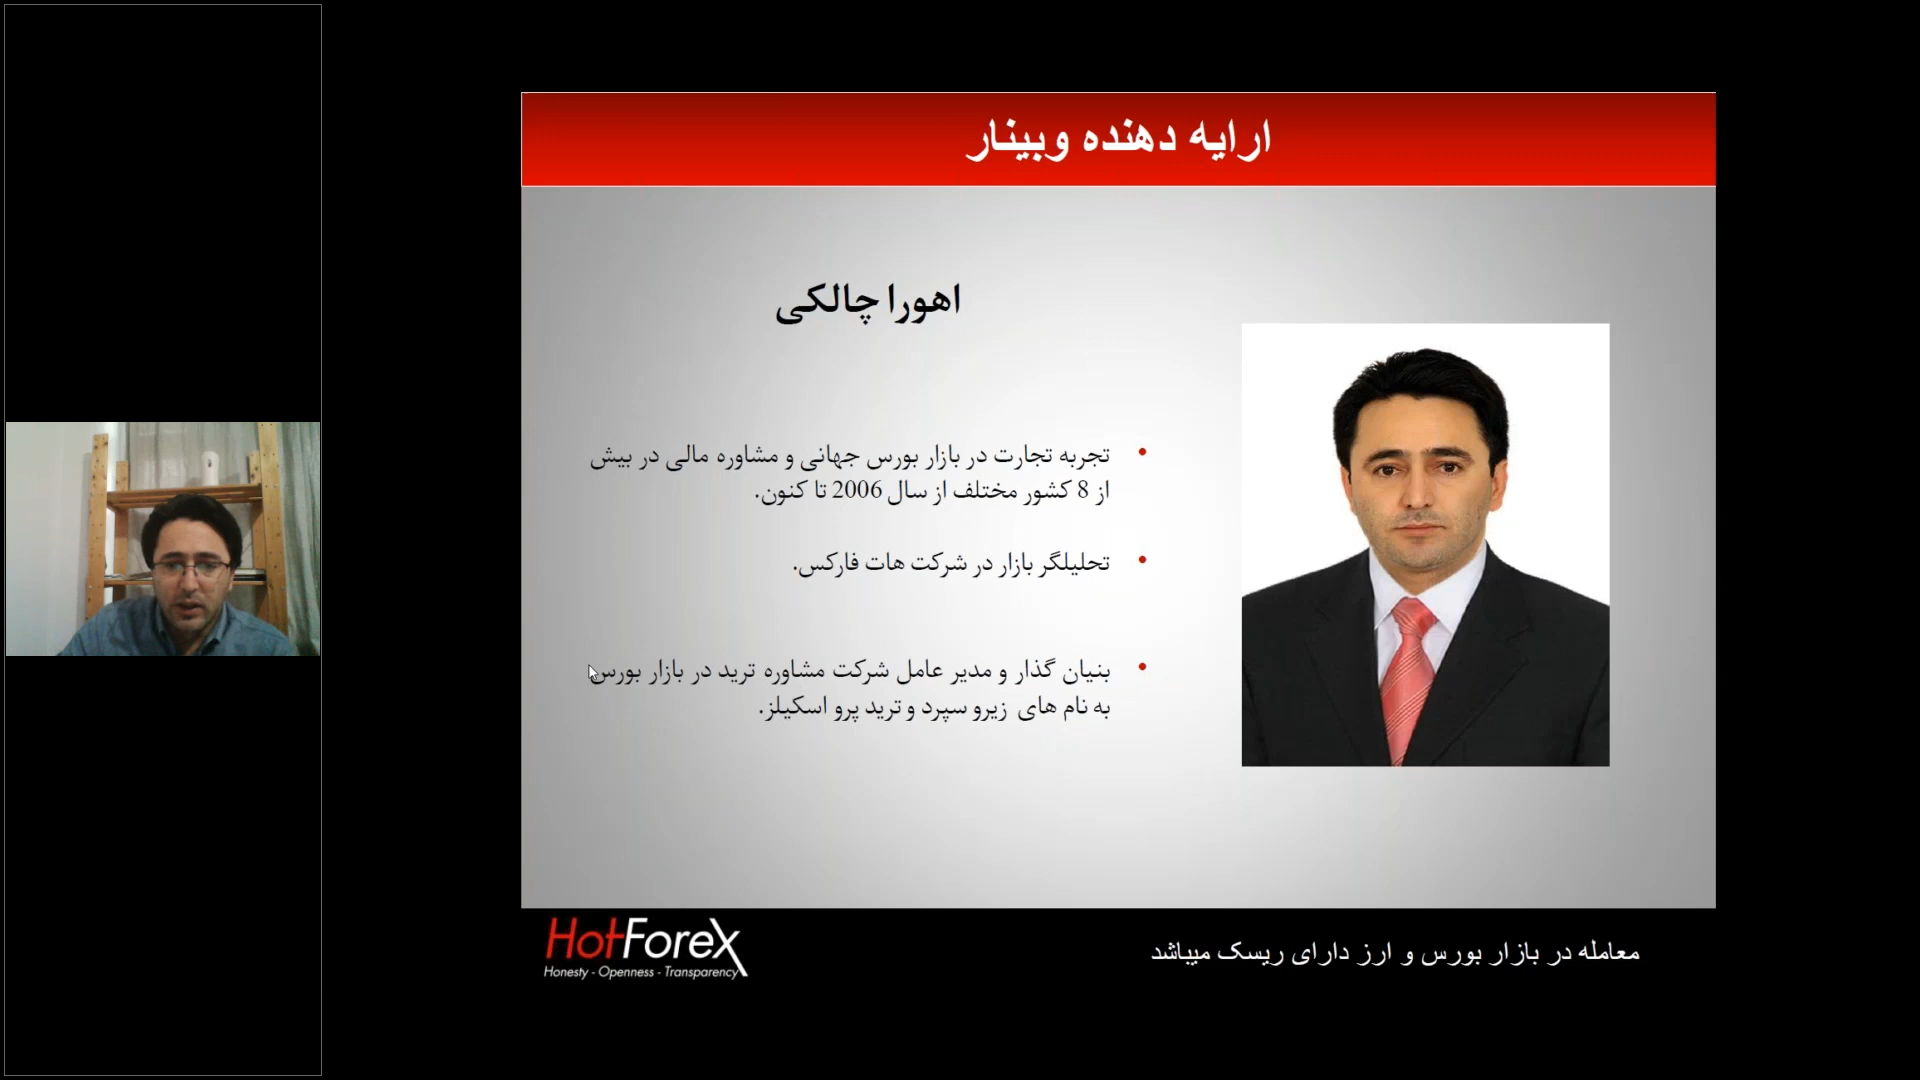 ارایه دهنده وبینار
اهورا چالکی
تجربه تجارت در بازار بورس جهانی و مشاوره مالی در بیش
از 8 کشور مختلف از سال 2006 تا کنون.
تحلیلگر بازار در شرکت هات فارکس.
بنیان گذار و مدیر عامل شرکت مشاوره ترید در بازار بورس
به نام های زیرو سپرد و ترید پرو اسکیلز.
HotForex
Honesty - Openness - Transparency
معامله در بازار بورس و ارز دارای ریسک میباشد